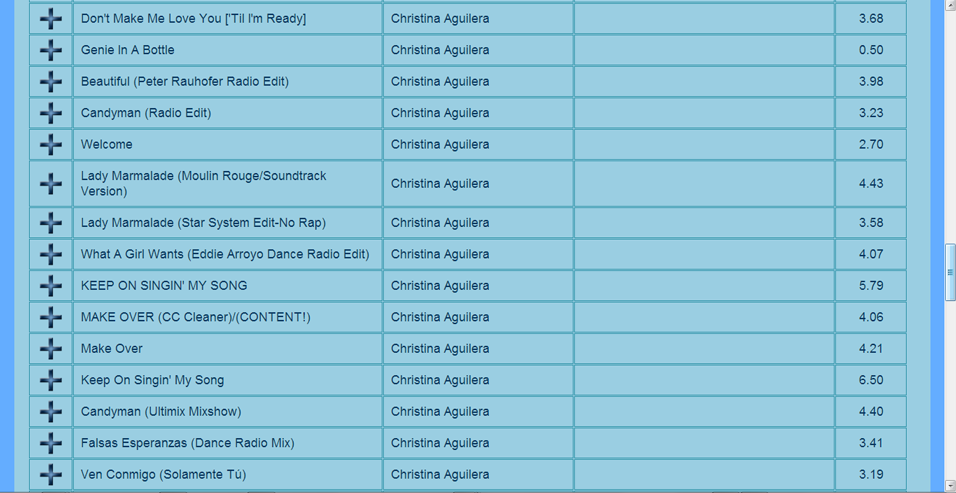 Don't Make Me Love You ['Til I'm Ready] Christina Aguilera 3.68
Genie In A Bottle Christina Aguilera 0.50
Beautiful (Peter Rauhofer Radio Edit) Christina Aguilera 3.98
Candyman (Radio Edit) Christina Aguilera 3.23
Welcome Christina Aguilera 2.70
Lady Marmalade (Moulin Rouge/Soundtrack
Version) Christina Aguilera 4.43
Lady Marmalade (Star System Edit-No Rap) Christina Aguilera 3.58
What A Girl Wants (Eddie Arroyo Dance Radio Edit) Christina Aguilera 4.07
KEEP ON SINGIN' MY SONG Christina Aguilera 5.79
MAKE OVER (CC Cleaner)/(CONTENT!) Christina Aguilera 4.06
Make Over Christina Aguilera 4.21
Keep On Singin' My Song Christina Aguilera 6.50
Candyman (Ultimix Mixshow) Christina Aguilera 4.40
Falsas Esperanzas (Dance Radio Mix) Christina Aguilera 3.41
Ven Conmigo (Solamente Tú) Christina Aguilera 3.19